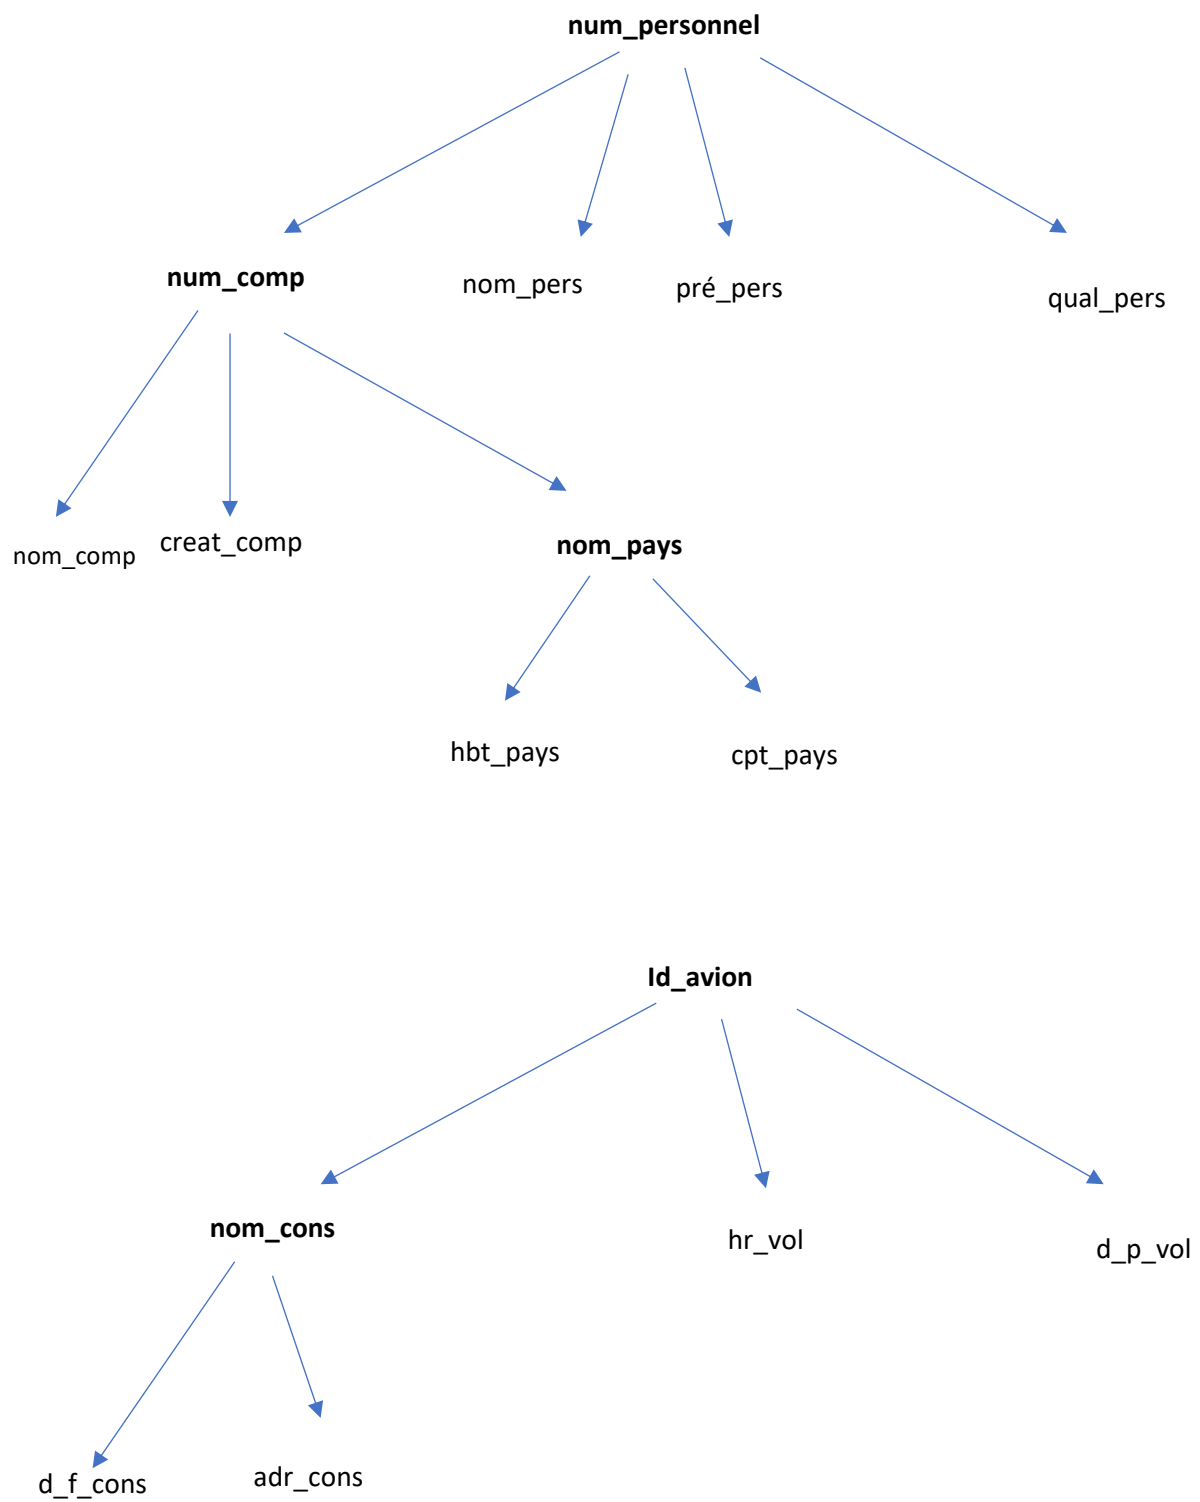 num_personnel
num_comp
nom_pers
pré_pers
qual_pers
nom_comp
creat_comp
nom_pays
hbt_pays
cpt_pays
Id_avion
nom_cons
hr_vol
d_p_vol
d_f_cons
adr_cons